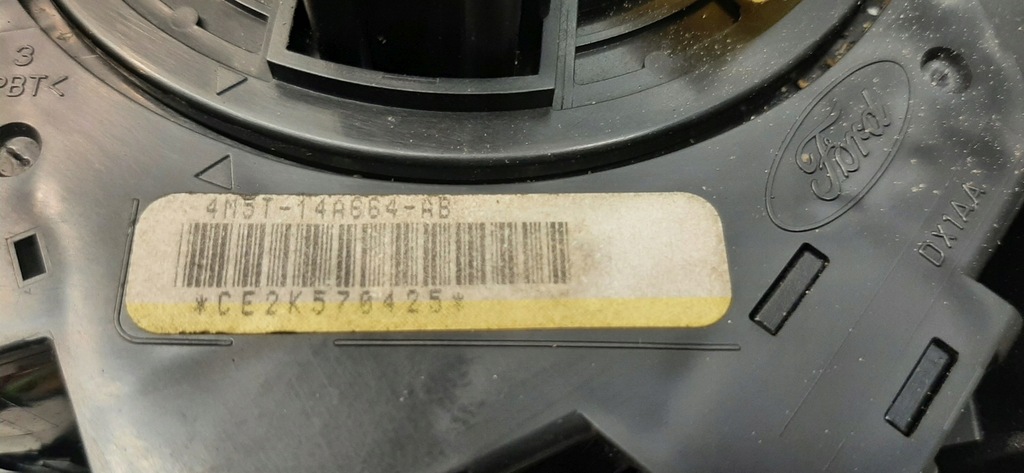 3
PBT<
4M5T-14A664-AB
*CE2K570425*
Ford
DX1AA